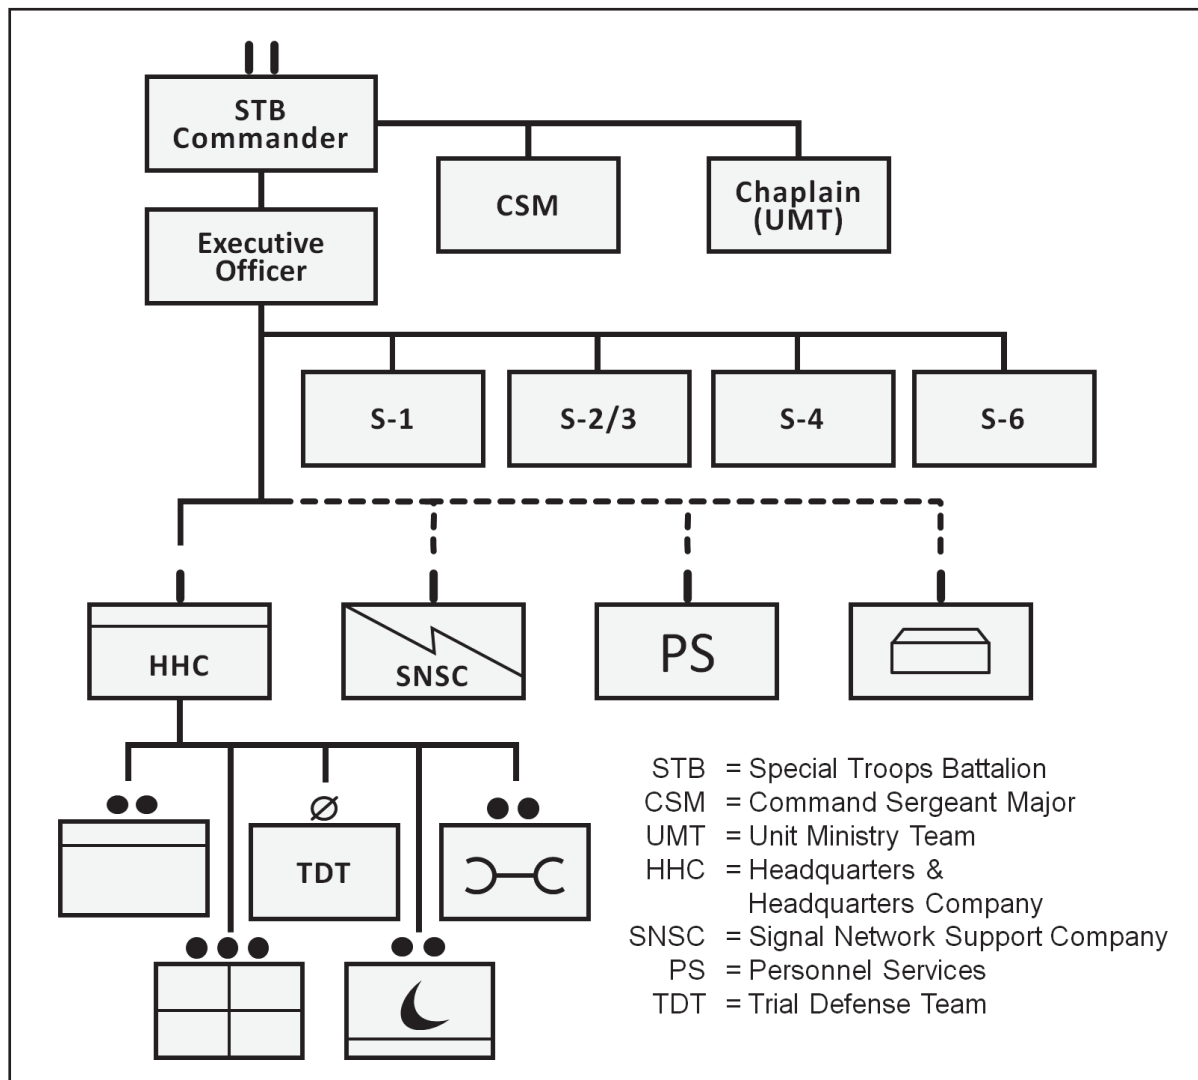 STB
Commander
CSM
Chaplain
(UMT)
Executive
Officer
S-1
S-2/3
S-4
S-6
HHC
SNSC
PS
TDT
STB = Special Troops Battalion
CSM = Command Sergeant Major
UMT = Unit Ministry Team
HHC = Headquarters &
Headquarters Company
SNSC = Signal Network Support Company
PS = Personnel Services
TDT = Trial Defense Team